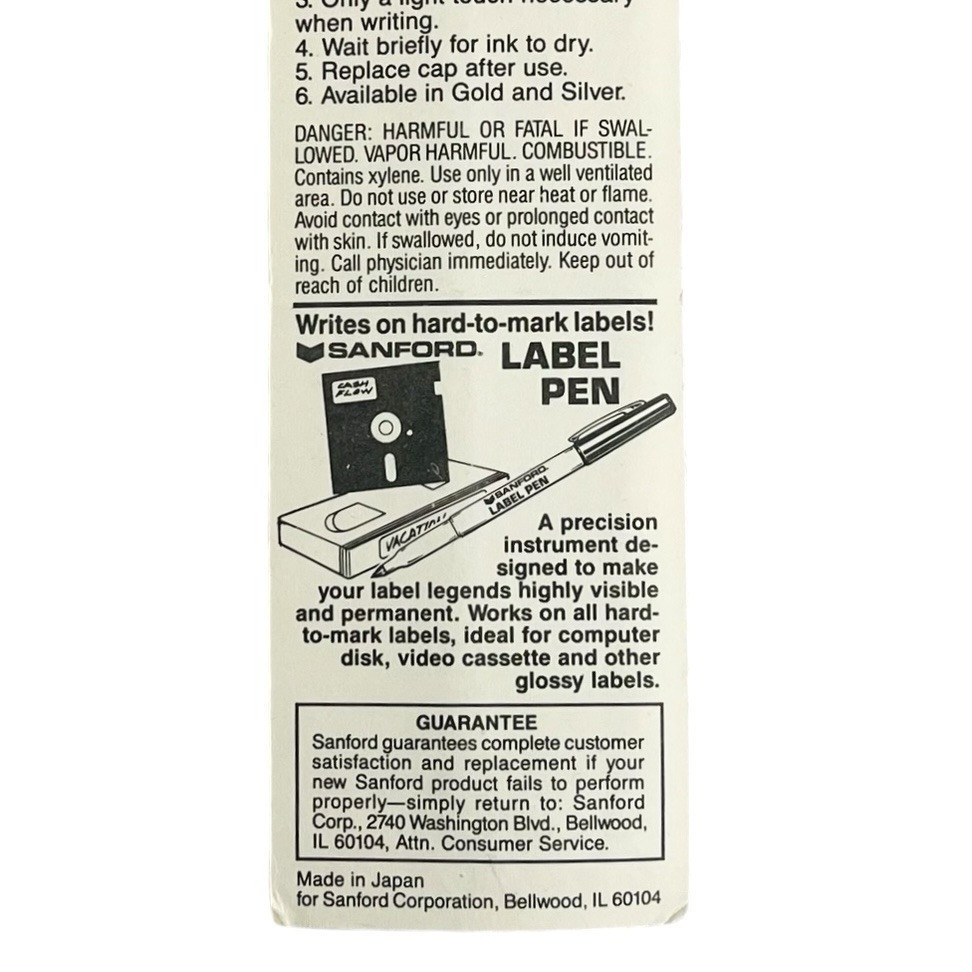 3. Only a light touch necessary
when writing.
4. Wait briefly for ink to dry.
5. Replace cap after use.
6. Available in Gold and Silver.
DANGER: HARMFUL OR FATAL IF SWAL-
LOWED. VAPOR HARMFUL. COMBUSTIBLE.
Contains xylene. Use only in a well ventilated
area. Do not use or store near heat or flame.
Avoid contact with eyes or prolonged contact
with skin. If swallowed, do not induce vomit-
ing. Call physician immediately. Keep out of
reach of children.
Writes on hard-to-mark labels!
SANFORD® LABEL
PEN
CASH
FLOW
SANFORD®
LABEL PEN
VACATION
A precision
instrument de-
signed to make
your label legends highly visible
and permanent. Works on all hard-
to-mark labels, ideal for computer
disk, video cassette and other
glossy labels.
GUARANTEE
Sanford guarantees complete customer
satisfaction and replacement if your
new Sanford product fails to perform
properly—simply return to: Sanford
Corp., 2740 Washington Blvd., Bellwood,
IL 60104, Attn. Consumer Service.
Made in Japan
for Sanford Corporation, Bellwood, IL 60104